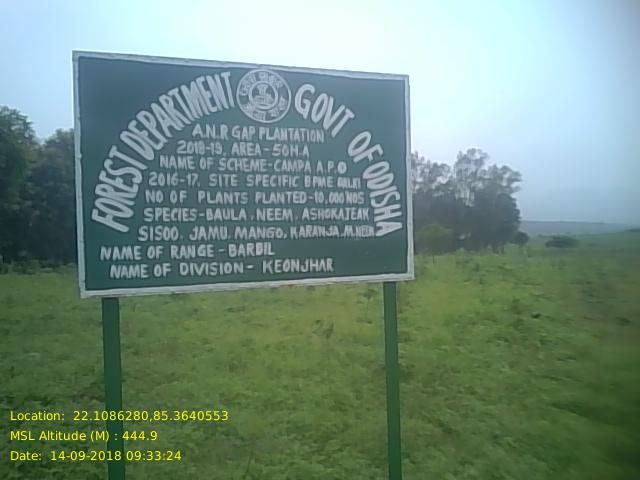 FOREST DEPARTMENT GOVT OF ODISHA
A.N.R GAP PLANTATION
2018-19, AREA - 50H.A
NAME OF SCHEME-CAMPA A.P.O
2016-17, SITE SPECIFIC BPME
NO OF PLANTS PLANTED-10,000 NOS
SPECIES-BAULA, NEEM, ASHOKA,TEAK
SISOO, JAMU, MANGO, KARANJA, M.NEEM
NAME OF RANGE - BARBIL
NAME OF DIVISION - KEONJHAR
Location: 22.1086280,85.3640553
MSL Altitude (M) : 444.9
Date: 14-09-2018 09:33:24